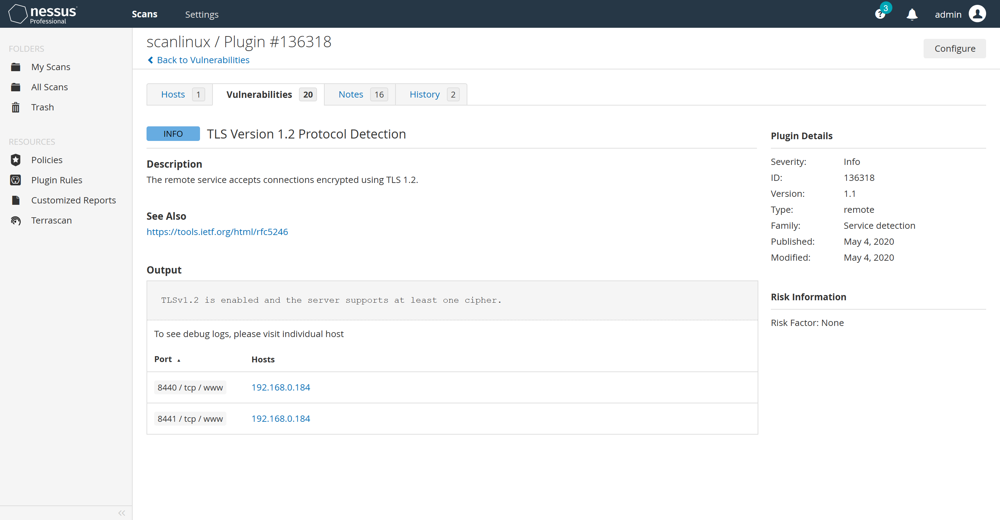 nessus
Professional
Scans
Settings
3
?
admin
FOLDERS
My Scans
All Scans
Trash
RESOURCES
Policies
Plugin Rules
Customized Reports
Terrascan
scanlinux / Plugin #136318
Back to Vulnerabilities
Configure
Hosts 1
Vulnerabilities 20
Notes 16
History 2
INFO TLS Version 1.2 Protocol Detection
Description
The remote service accepts connections encrypted using TLS 1.2.
See Also
https://tools.ietf.org/html/rfc5246
Output
TLSv1.2 is enabled and the server supports at least one cipher.
To see debug logs, please visit individual host
Port ▲ Hosts
8440 / tcp / www 192.168.0.184
8441 / tcp / www 192.168.0.184
Plugin Details
Severity: Info
ID: 136318
Version: 1.1
Type: remote
Family: Service detection
Published: May 4, 2020
Modified: May 4, 2020
Risk Information
Risk Factor: None